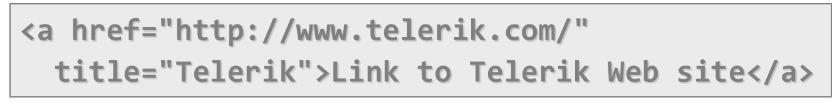 <a href="http://www.telerik.com/"
title="Telerik">Link to Telerik Web site</a>